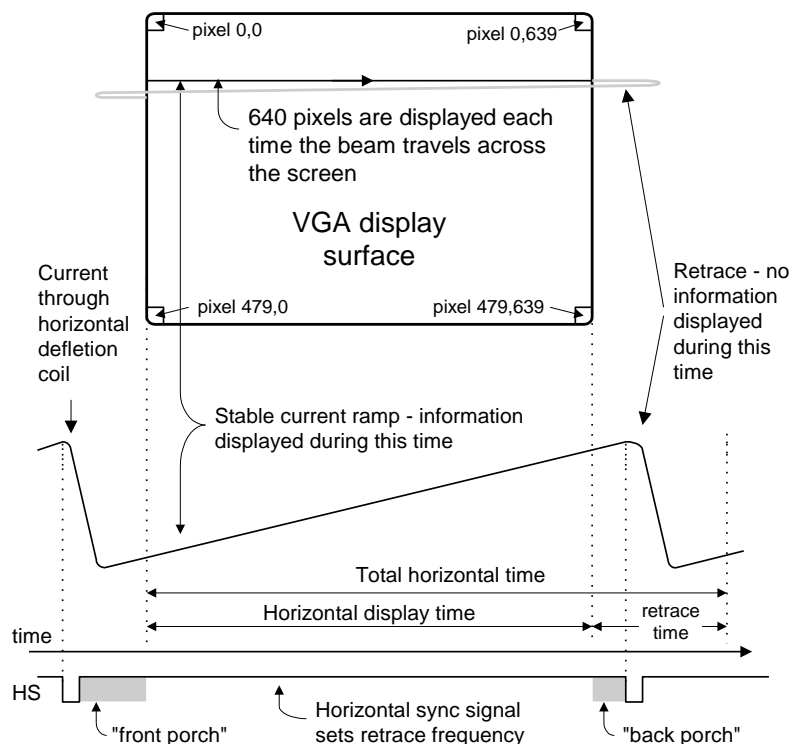 pixel 0,0
pixel 0,639
640 pixels are displayed each
time the beam travels across
the screen
VGA display
surface
Current
through
horizontal
defletion
coil
Retrace - no
information
displayed
during this
time
pixel 479,0
pixel 479,639
Stable current ramp - information
displayed during this time
Total horizontal time
Horizontal display time
retrace
time
time
HS
"front porch"
Horizontal sync signal
sets retrace frequency
"back porch"